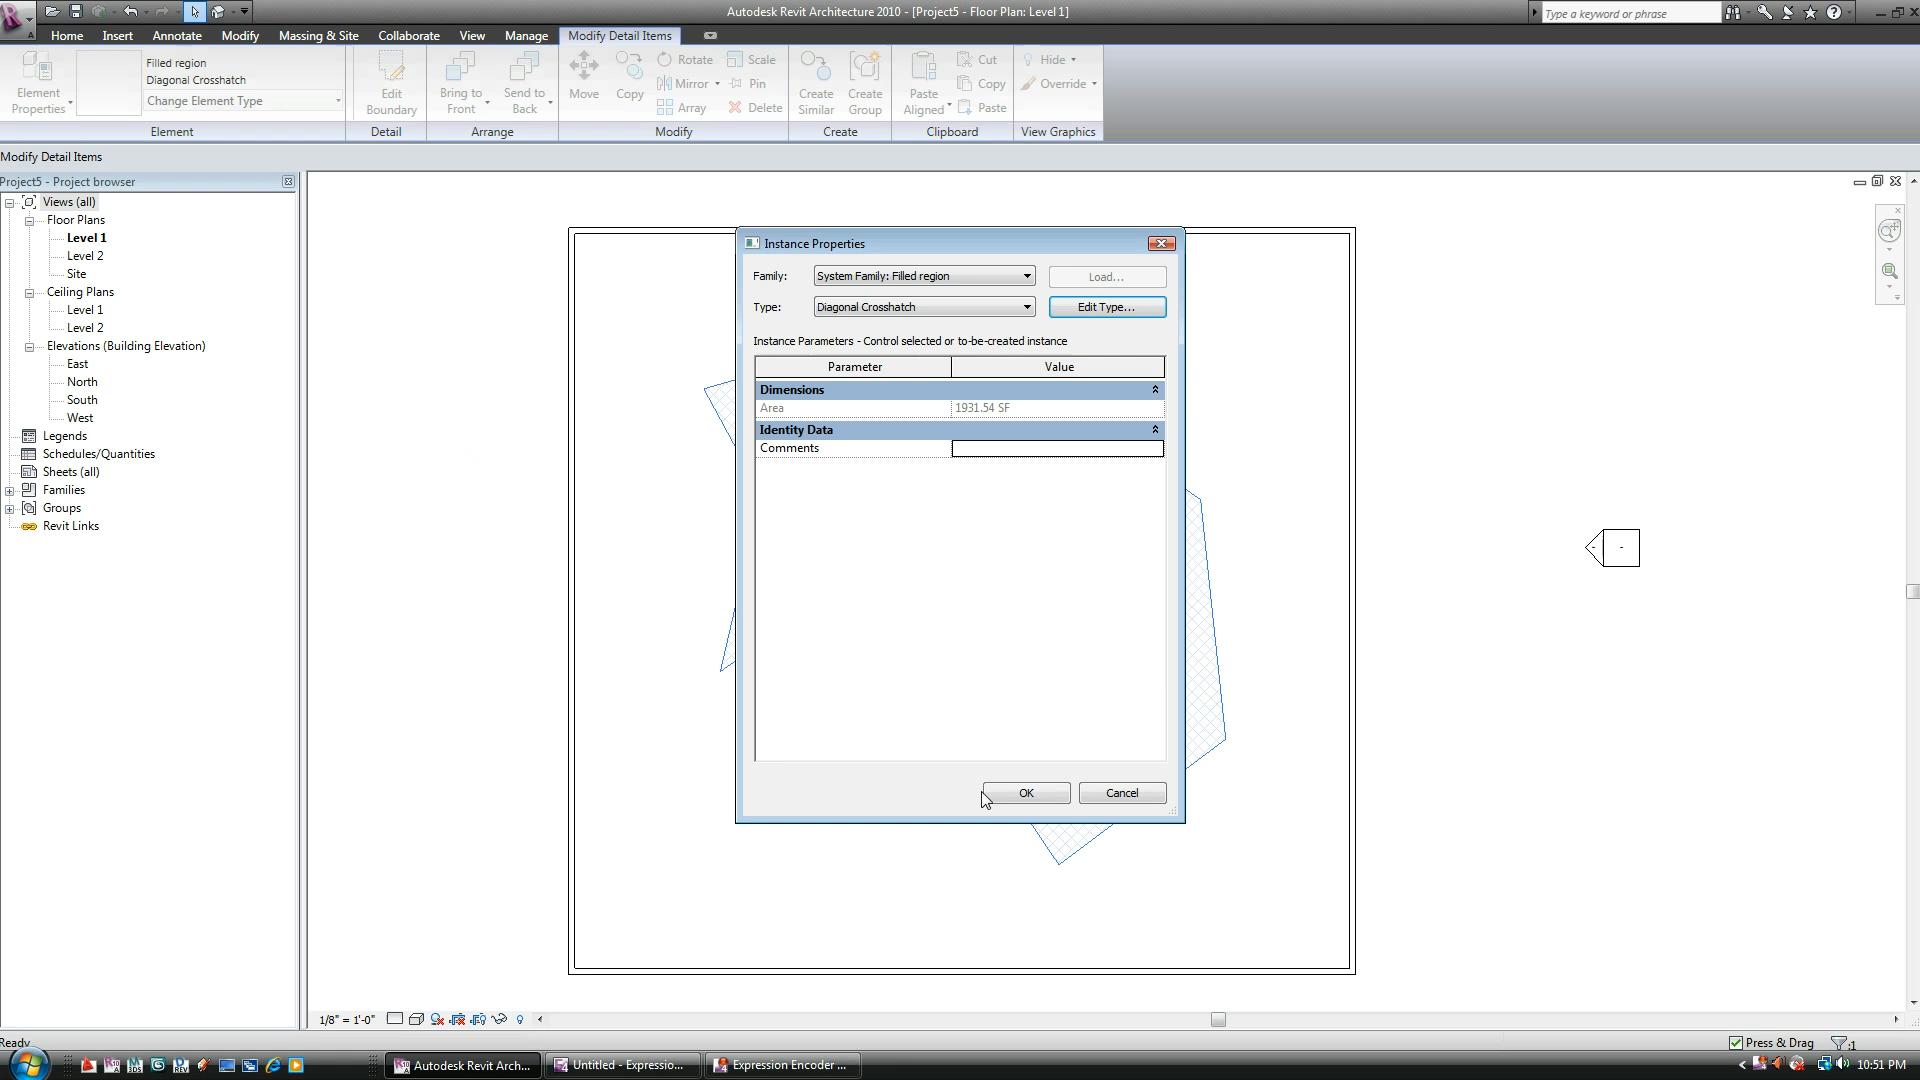 Autodesk Revit Architecture 2010 - [Project5 - Floor Plan: Level 1]
Type a keyword or phrase
Home Insert Annotate Modify Massing & Site Collaborate View Manage Modify Detail Items
Element Properties
Filled region
Diagonal Crosshatch
Change Element Type
Edit Boundary
Bring to Front
Send to Back
Move
Copy
Rotate
Mirror
Array
Scale
Pin
Delete
Create Similar
Create Group
Paste Aligned
Cut
Copy
Paste
Hide
Override
Element Detail Arrange Modify Create Clipboard View Graphics
Modify Detail Items
Project5 - Project browser
Views (all)
Floor Plans
Level 1
Level 2
Site
Ceiling Plans
Level 1
Level 2
Elevations (Building Elevation)
East
North
South
West
Legends
Schedules/Quantities
Sheets (all)
Families
Groups
Revit Links
Instance Properties
Family: System Family: Filled region Load...
Type: Diagonal Crosshatch Edit Type...
Instance Parameters - Control selected or to-be-created instance
Parameter Value
Dimensions
Area 1931.54 SF
Identity Data
Comments
OK Cancel
1/8" = 1'-0"
Ready
Press & Drag :1
Autodesk Revit Arch... Untitled - Expressio... Expression Encoder ... 10:51 PM